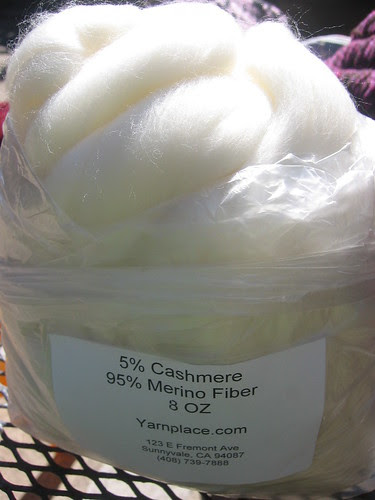 5% Cashmere
95% Merino Fiber
8 OZ
Yarnplace.com
123 E Fremont Ave
Sunnyvale, CA 94087
(408) 739-7888